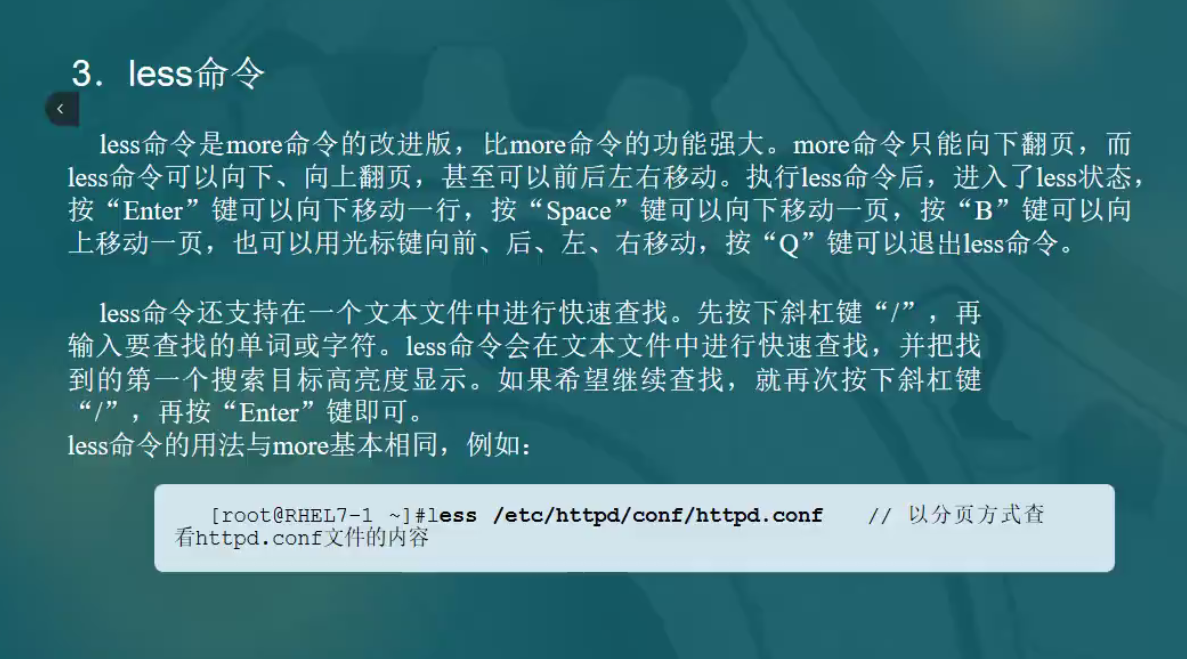 3．less命令
less命令是more命令的改进版，比more命令的功能强大。more命令只能向下翻页，而
less命令可以向下、向上翻页，甚至可以前后左右移动。执行less命令后，进入了less状态，
按“Enter”键可以向下移动一行，按“Space”键可以向下移动一页，按“B”键可以向
上移动一页，也可以用光标键向前、后、左、右移动，按“Q”键可以退出less命令。
less命令还支持在一个文本文件中进行快速查找。先按下斜杠键“/”，再
输入要查找的单词或字符。less命令会在文本文件中进行快速查找，并把找
到的第一个搜索目标高亮度显示。如果希望继续查找，就再次按下斜杠键
“/”，再按“Enter”键即可。
less命令的用法与more基本相同，例如：
[root@RHEL7-1 ~]#less /etc/httpd/conf/httpd.conf // 以分页方式查
看httpd.conf文件的内容